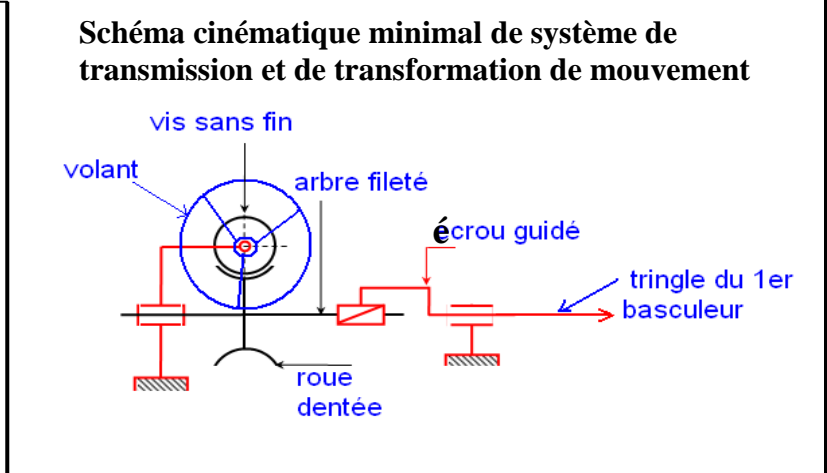 Schéma cinématique minimal de système de
transmission et de transformation de mouvement
vis sans fin
volant
arbre fileté
écrou guidé
tringle du 1er
basculeur
roue
dentée